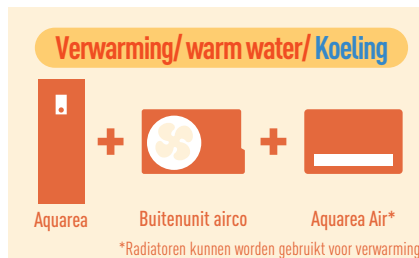 Verwarming/ warm water/ Koeling
Aquarea Buitenunit airco Aquarea Air*
*Radiatoren kunnen worden gebruikt voor verwarming